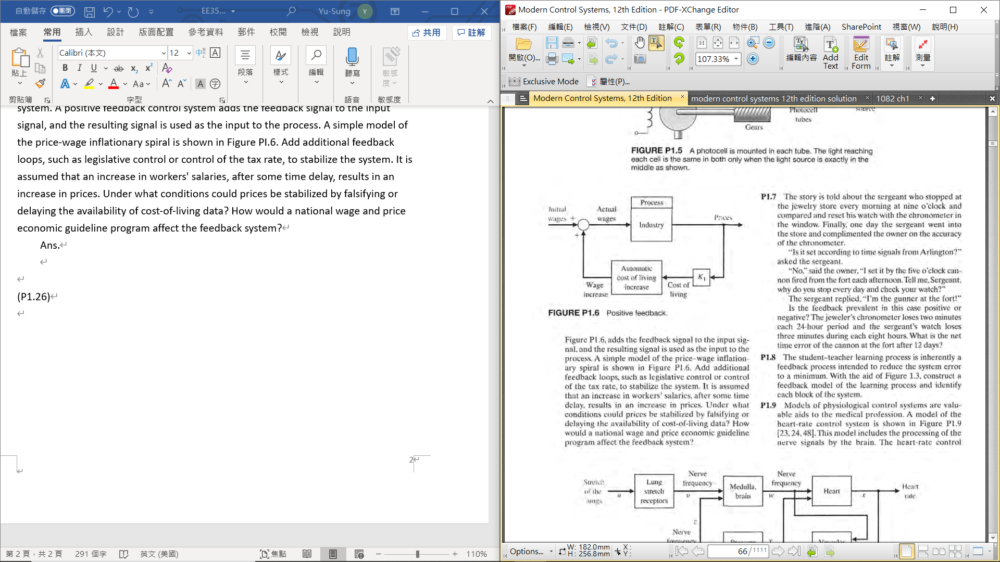 自動儲存 關閉 EE35... Yu-Sung Y
檔案 常用 插入 設計 版面配置 參考資料 郵件 校閱 檢視 說明 共用 註解
Calibri (本文) 12
貼上 段落 樣式 編輯 聽寫 敏感度
剪貼簿 字型 語音 敏感度
system. A positive feedback control system adds the feedback signal to the input
signal, and the resulting signal is used as the input to the process. A simple model of
the price-wage inflationary spiral is shown in Figure PI.6. Add additional feedback
loops, such as legislative control or control of the tax rate, to stabilize the system. It is
assumed that an increase in workers' salaries, after some time delay, results in an
increase in prices. Under what conditions could prices be stabilized by falsifying or
delaying the availability of cost-of-living data? How would a national wage and price
economic guideline program affect the feedback system?
Ans.
(P1.26)
2
第 2 頁，共 2 頁 291 個字 英文 (美國) 焦點 110%
Modern Control Systems, 12th Edition - PDF-XChange Editor
檔案(F) 編輯(E) 檢視(V) 文件(D) 註解(C) 表單(R) 物件(B) 工具(T) 進階(A) SharePoint 視窗(W) 說明(H)
開啟(O)... 107.33% 編輯內容 Add Text Edit Form 註解 測量
Exclusive Mode 屬性(P)...
Modern Control Systems, 12th Edition modern control systems 12th edition solution 1082 ch1
Photocell
tubes
source
Gears
FIGURE P1.5 A photocell is mounted in each tube. The light reaching
each cell is the same in both only when the light source is exactly in the
middle as shown.
Initial
wages +
+
Actual
wages
Process
Industry
Prices
Automatic
cost of living
increase
K1
Wage
increase
Cost of
living
FIGURE P1.6 Positive feedback.
Figure P1.6, adds the feedback signal to the input sig-
nal, and the resulting signal is used as the input to the
process. A simple model of the price–wage inflation-
ary spiral is shown in Figure P1.6. Add additional
feedback loops, such as legislative control or control
of the tax rate, to stabilize the system. It is assumed
that an increase in workers' salaries, after some time
delay, results in an increase in prices. Under what
conditions could prices be stabilized by falsifying or
delaying the availability of cost-of-living data? How
would a national wage and price economic guideline
program affect the feedback system?
P1.7 The story is told about the sergeant who stopped at
the jewelry store every morning at nine o'clock and
compared and reset his watch with the chronometer in
the window. Finally, one day the sergeant went into
the store and complimented the owner on the accuracy
of the chronometer.
"Is it set according to time signals from Arlington?"
asked the sergeant.
"No," said the owner, "I set it by the five o'clock can-
non fired from the fort each afternoon. Tell me, Sergeant,
why do you stop every day and check your watch?"
The sergeant replied, "I'm the gunner at the fort!"
Is the feedback prevalent in this case positive or
negative? The jeweler's chronometer loses two minutes
each 24-hour period and the sergeant's watch loses
three minutes during each eight hours. What is the net
time error of the cannon at the fort after 12 days?
P1.8 The student–teacher learning process is inherently a
feedback process intended to reduce the system error
to a minimum. With the aid of Figure 1.3, construct a
feedback model of the learning process and identify
each block of the system.
P1.9 Models of physiological control systems are valu-
able aids to the medical profession. A model of the
heart-rate control system is shown in Figure P1.9
[23, 24, 48]. This model includes the processing of the
nerve signals by the brain. The heart-rate control
Stretch
of the
lungs
u
Lung
stretch
receptors
Nerve
frequency
v
Medulla,
brain
Nerve
frequency
w
Heart
x
Heart
rate
z
Nerve
frequency
Options... W: 182.0mm H: 256.8mm X: Y: 66 / 1111